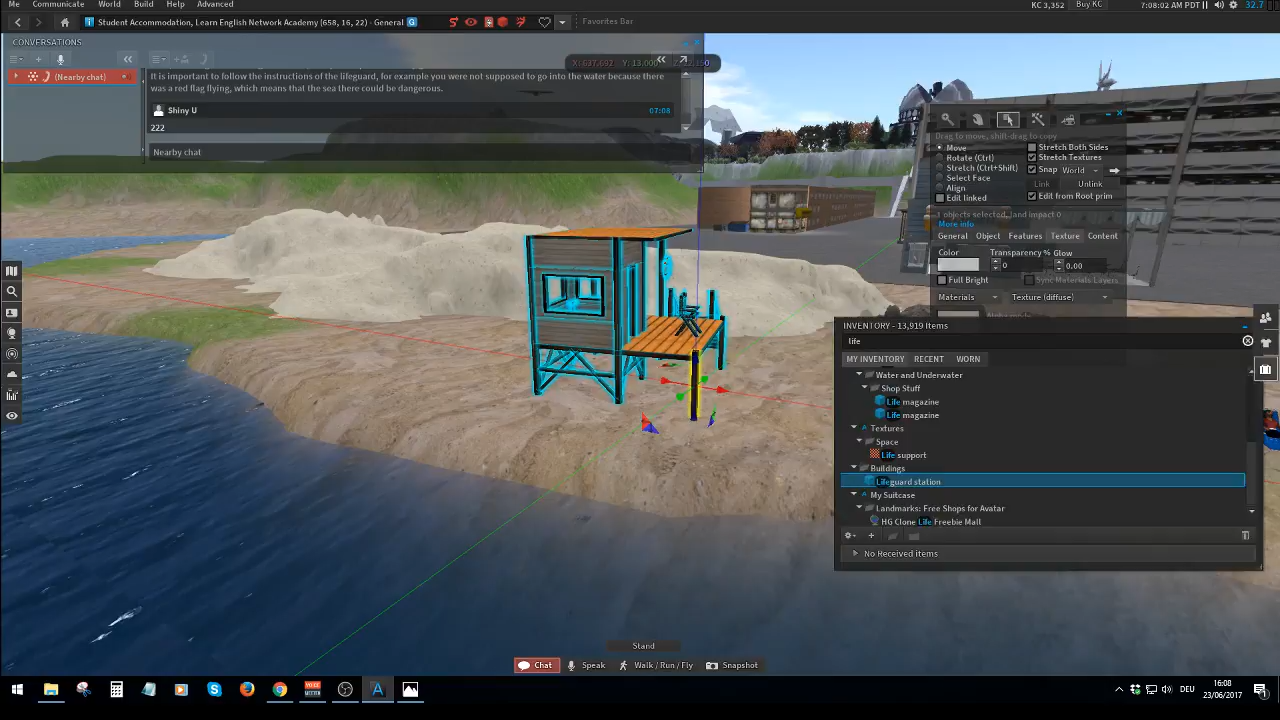 Me Communicate World Build Help Advanced
KC 3,352 Buy KC 7:08:02 AM PDT 32.7
Student Accommodation, Learn English Network Academy (658, 16, 22) - General G
Favorites Bar
CONVERSATIONS
(Nearby chat)
It is important to follow the instructions of the lifeguard, for example you were not supposed to go into the water because there
was a red flag flying, which means that the sea there could be dangerous.
Shiny U 07:08
222
Nearby chat
Drag to move, shift-drag to copy
Move
Rotate (Ctrl)
Stretch (Ctrl+Shift)
Select Face
Align
Edit linked
Stretch Both Sides
Stretch Textures
Snap World
Link Unlink
Edit from Root prim
1 objects selected, land impact 0
More info
General Object Features Texture Content
Color Transparency % Glow
0 0.00
Full Bright Sync Materials Layers
Materials Texture (diffuse)
INVENTORY - 13,919 Items
life
MY INVENTORY RECENT WORN
Water and Underwater
Shop Stuff
Life magazine
Life magazine
Textures
Space
Life support
Buildings
Lifeguard station
My Suitcase
Landmarks: Free Shops for Avatar
HG Clone Life Freebie Mall
No Received items
Stand
Chat Speak Walk / Run / Fly Snapshot
DEU
16:08
23/06/2017